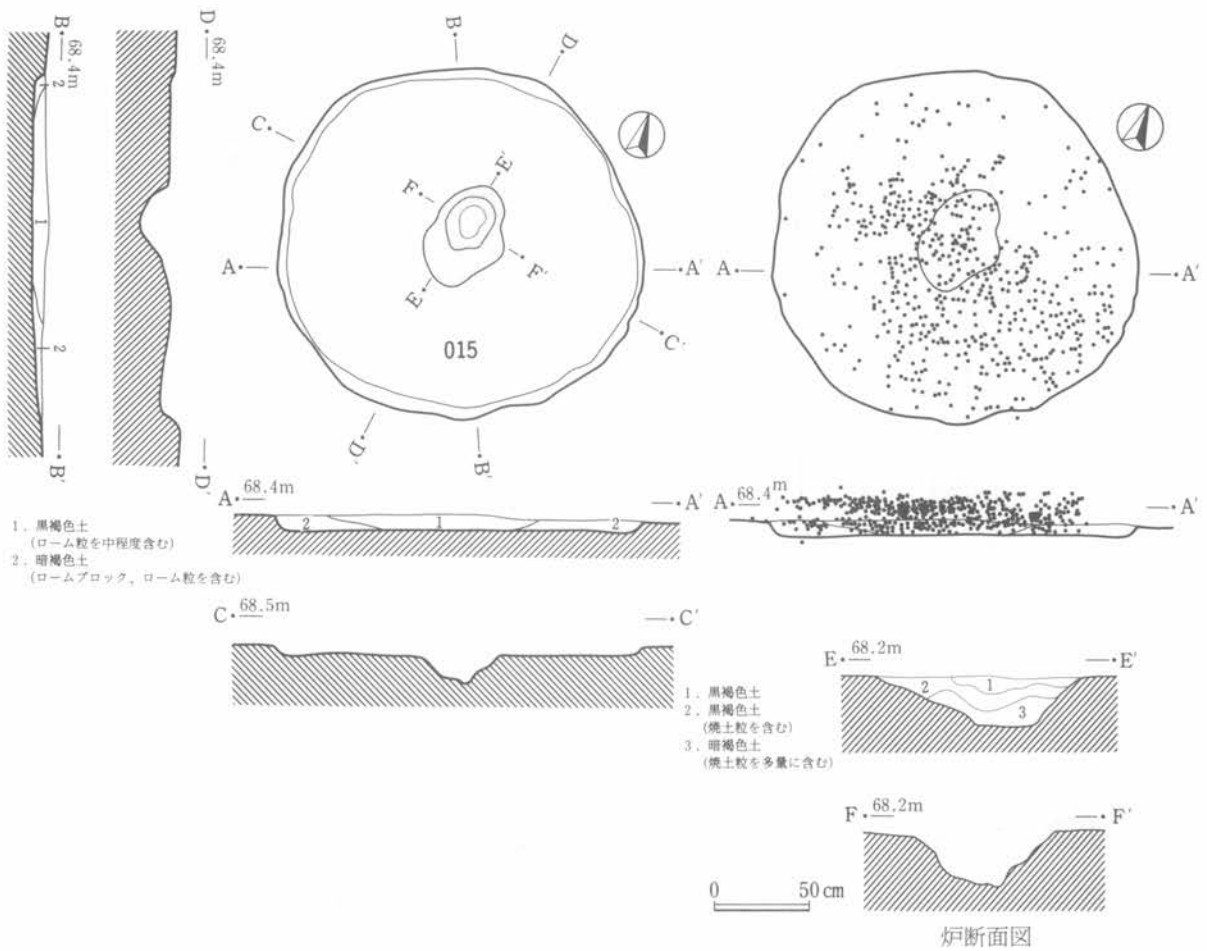 B
68.4m
2
1
2
B′
D
68.4m
D′
B
D
C
E′
F
A
A′
F′
E
C′
015
D′
B′
A
A′
A 68.4m
A′
2 1 2
A 68.4m
A′
1．黒褐色土
（ローム粒を中程度含む）
2．暗褐色土
（ロームブロック、ローム粒を含む）
C 68.5m
C′
1．黒褐色土
2．黒褐色土
（焼土粒を含む）
3．暗褐色土
（焼土粒を多量に含む）
E 68.2m
E′
2 1
3
F 68.2m
F′
0 50cm
炉断面図